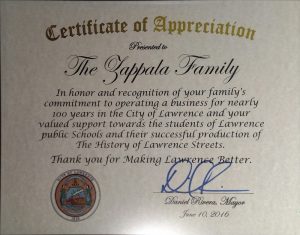 Certificate of Appreciation
Presented to
The Zappala Family
In honor and recognition of your family's
commitment to operating a business for nearly
100 years in the City of Lawrence and your
valued support towards the students of Lawrence
public Schools and their successful production of
The History of Lawrence Streets.
Thank you for Making Lawrence Better.
Daniel Rivera, Mayor
June 10, 2016